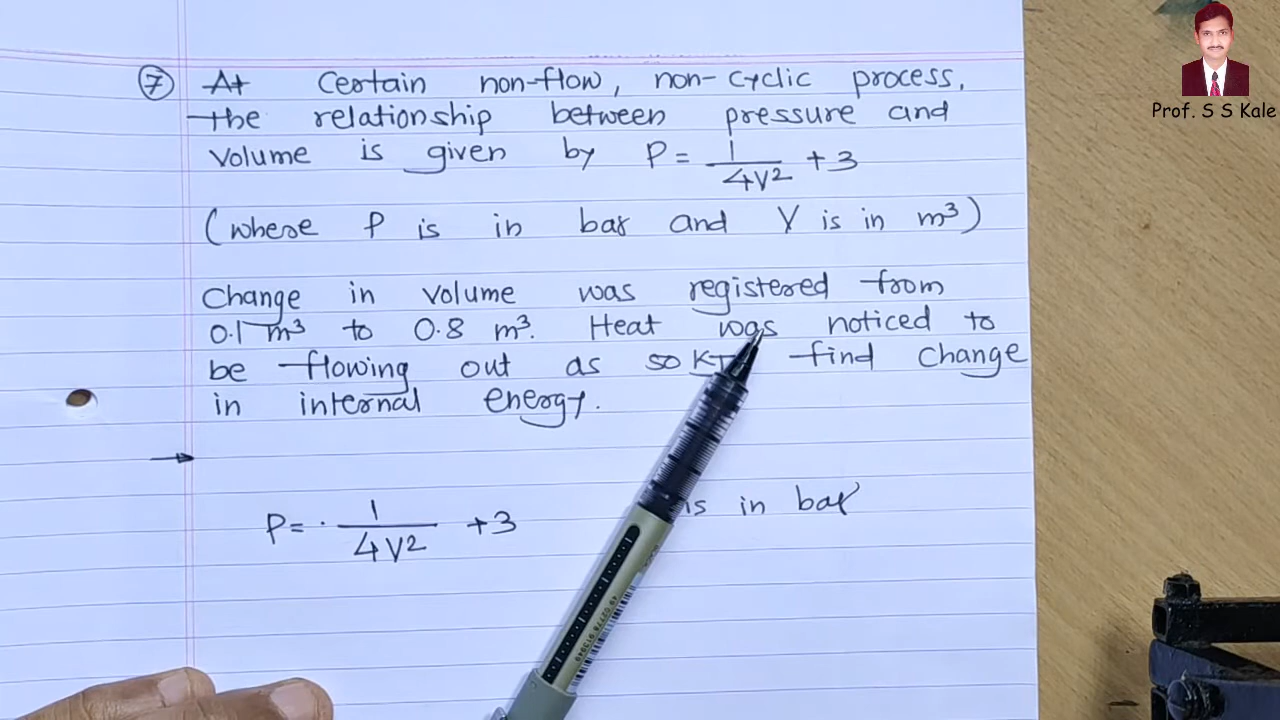 Prof. S S Kale
⑦ At Certain non-flow, non-cyclic process,
the relationship between pressure and
volume is given by P = 1/4V² + 3
(where P is in bar and V is in m³)
Change in volume was registered from
0.1 m³ to 0.8 m³. Heat was noticed to
be flowing out as 50 find change
in internal energy.
P = 1/4V² + 3 is in bar